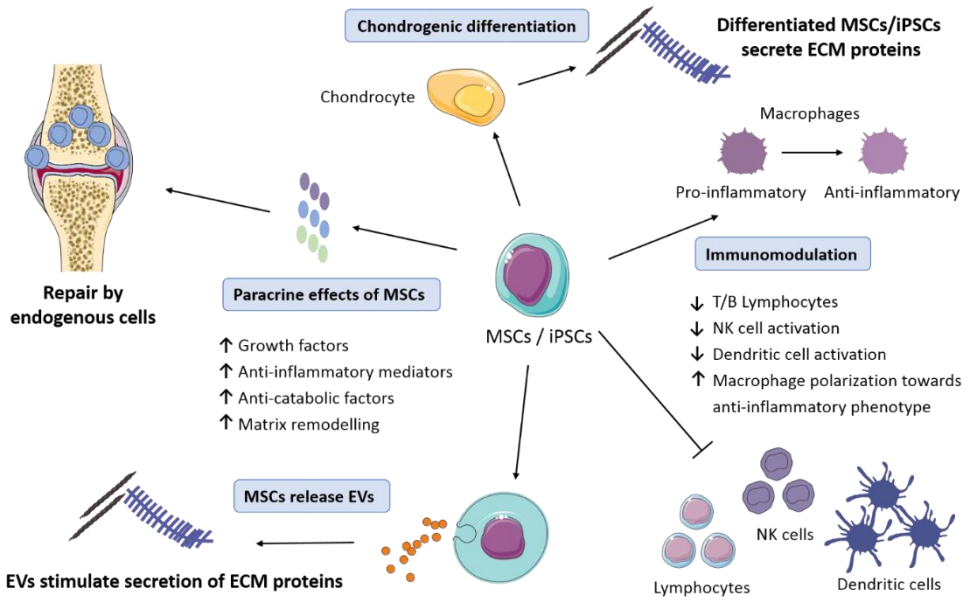 Chondrogenic differentiation
Differentiated MSCs/iPSCs
secrete ECM proteins
Chondrocyte
Macrophages
Pro-inflammatory
Anti-inflammatory
Immunomodulation
↓ T/B Lymphocytes
↓ NK cell activation
↓ Dendritic cell activation
↑ Macrophage polarization towards
anti-inflammatory phenotype
Repair by
endogenous cells
Paracrine effects of MSCs
↑ Growth factors
↑ Anti-inflammatory mediators
↑ Anti-catabolic factors
↑ Matrix remodelling
MSCs / iPSCs
MSCs release EVs
EVs stimulate secretion of ECM proteins
NK cells
Lymphocytes
Dendritic cells